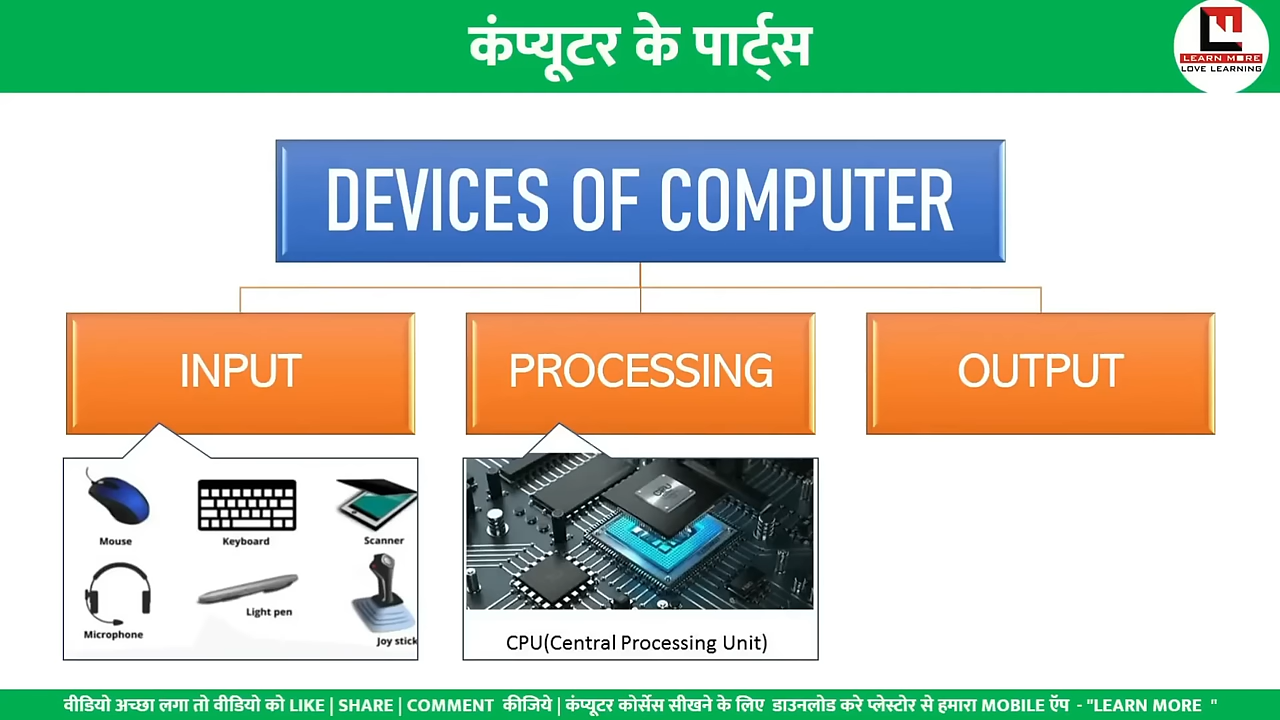 कंप्यूटर के पार्ट्स
LEARN MORE
LOVE LEARNING
DEVICES OF COMPUTER
INPUT
PROCESSING
OUTPUT
Mouse
Keyboard
Scanner
Microphone
Light pen
Joy stick
CPU
CPU(Central Processing Unit)
वीडियो अच्छा लगा तो वीडियो को LIKE | SHARE | COMMENT कीजिये | कंप्यूटर कोर्सेस सीखने के लिए डाउनलोड करे प्लेस्टोर से हमारा MOBILE ऍप - "LEARN MORE "